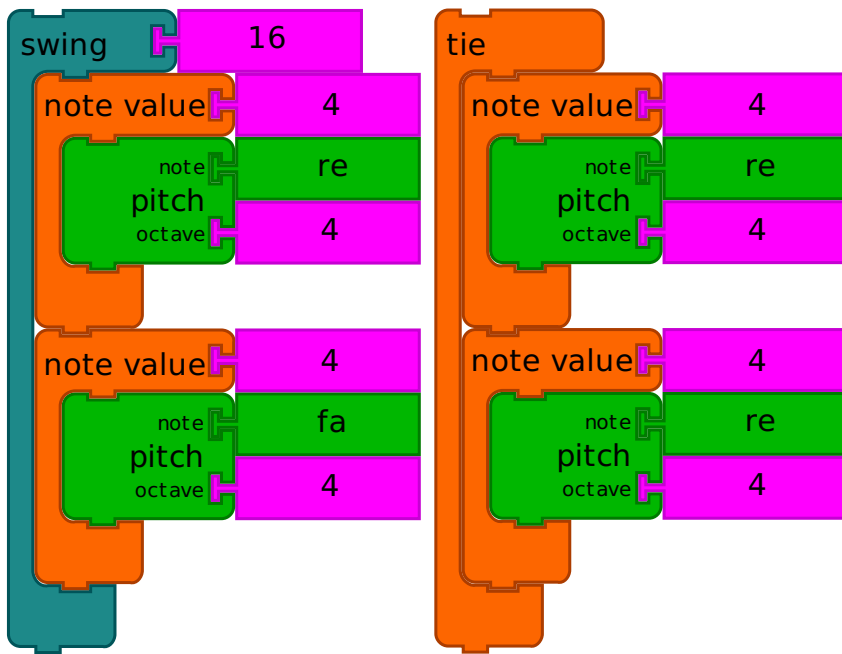 swing 16
note value 4
note re
pitch
octave 4
note value 4
note fa
pitch
octave 4
tie
note value 4
note re
pitch
octave 4
note value 4
note re
pitch
octave 4